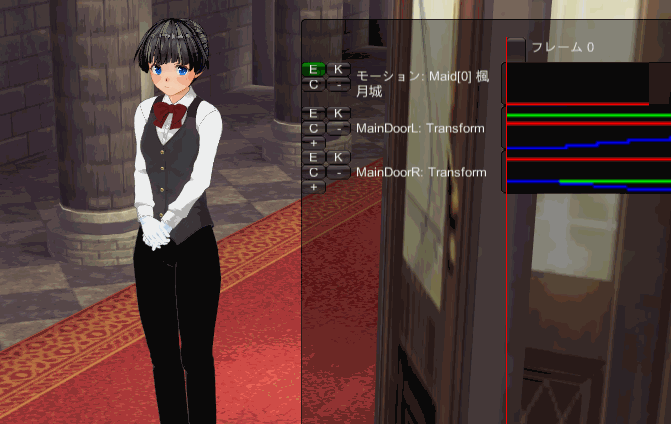 フレーム 0
E K
C -
モーション: Maid[0] 楓
月城
E K
C -
+
MainDoorL: Transform
E K
C -
+
MainDoorR: Transform